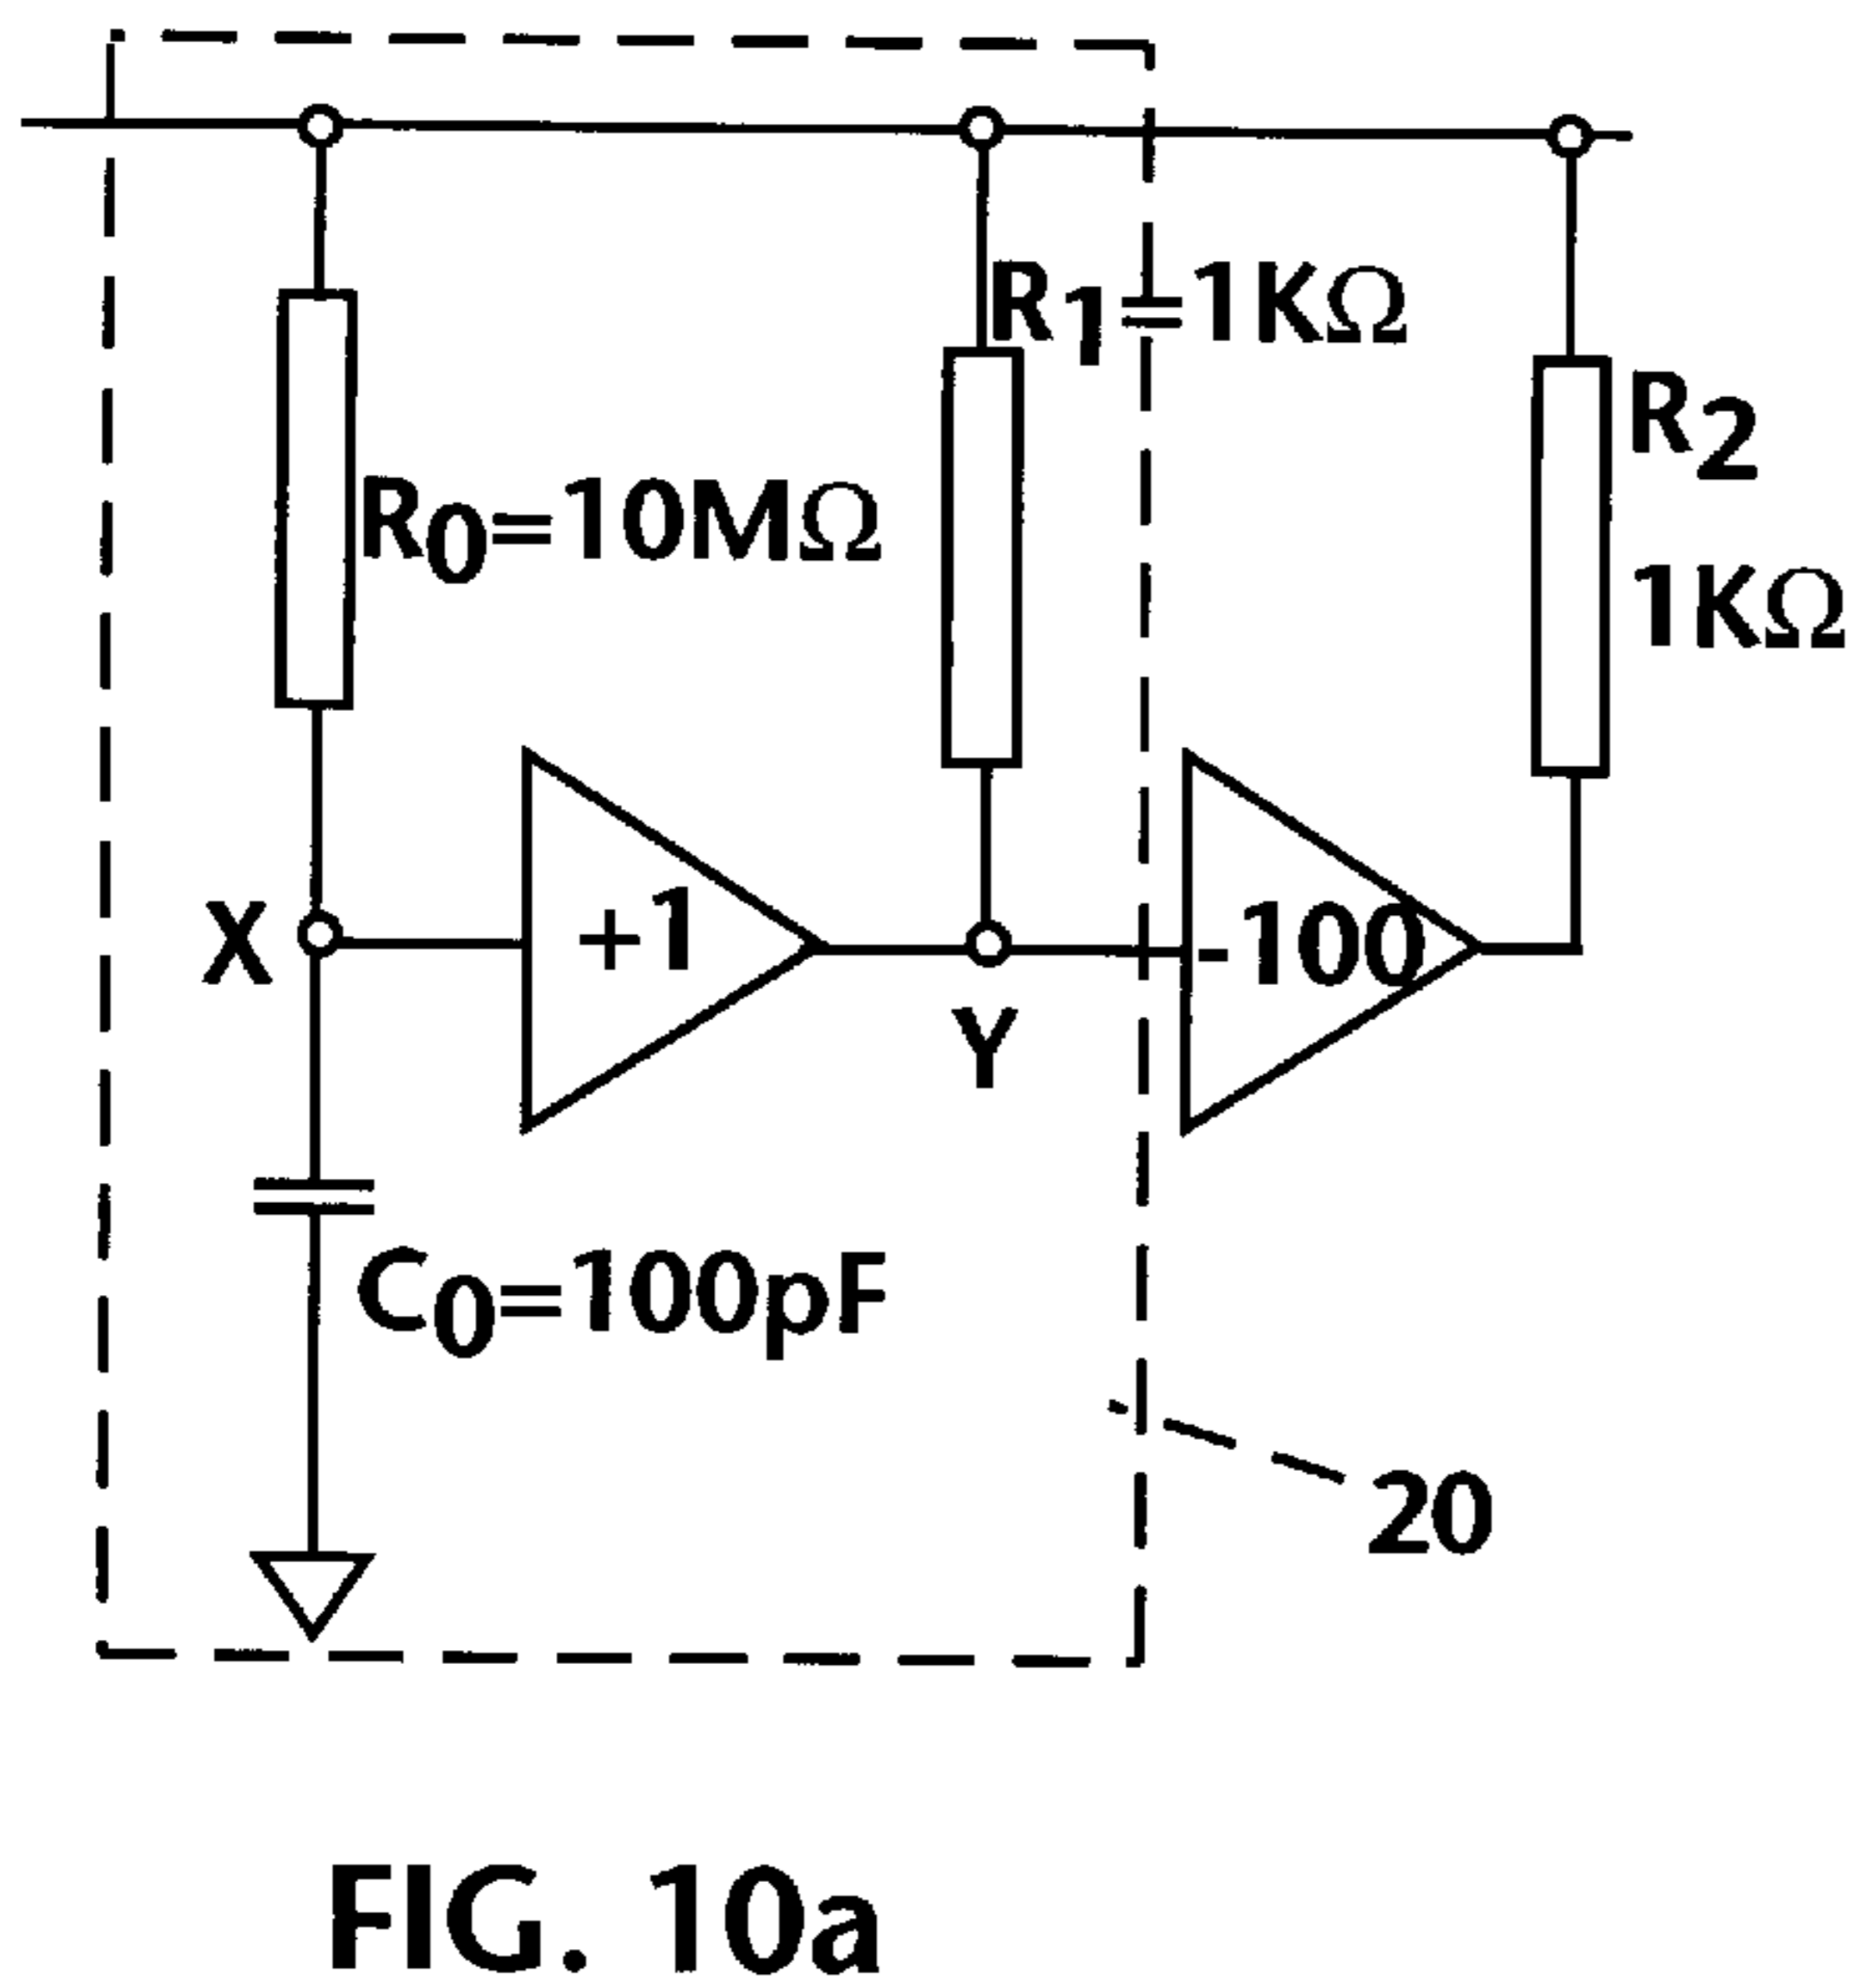 R1=1KΩ
R2
1KΩ
R0=10MΩ
X
+1
-100
Y
C0=100pF
20
FIG. 10a